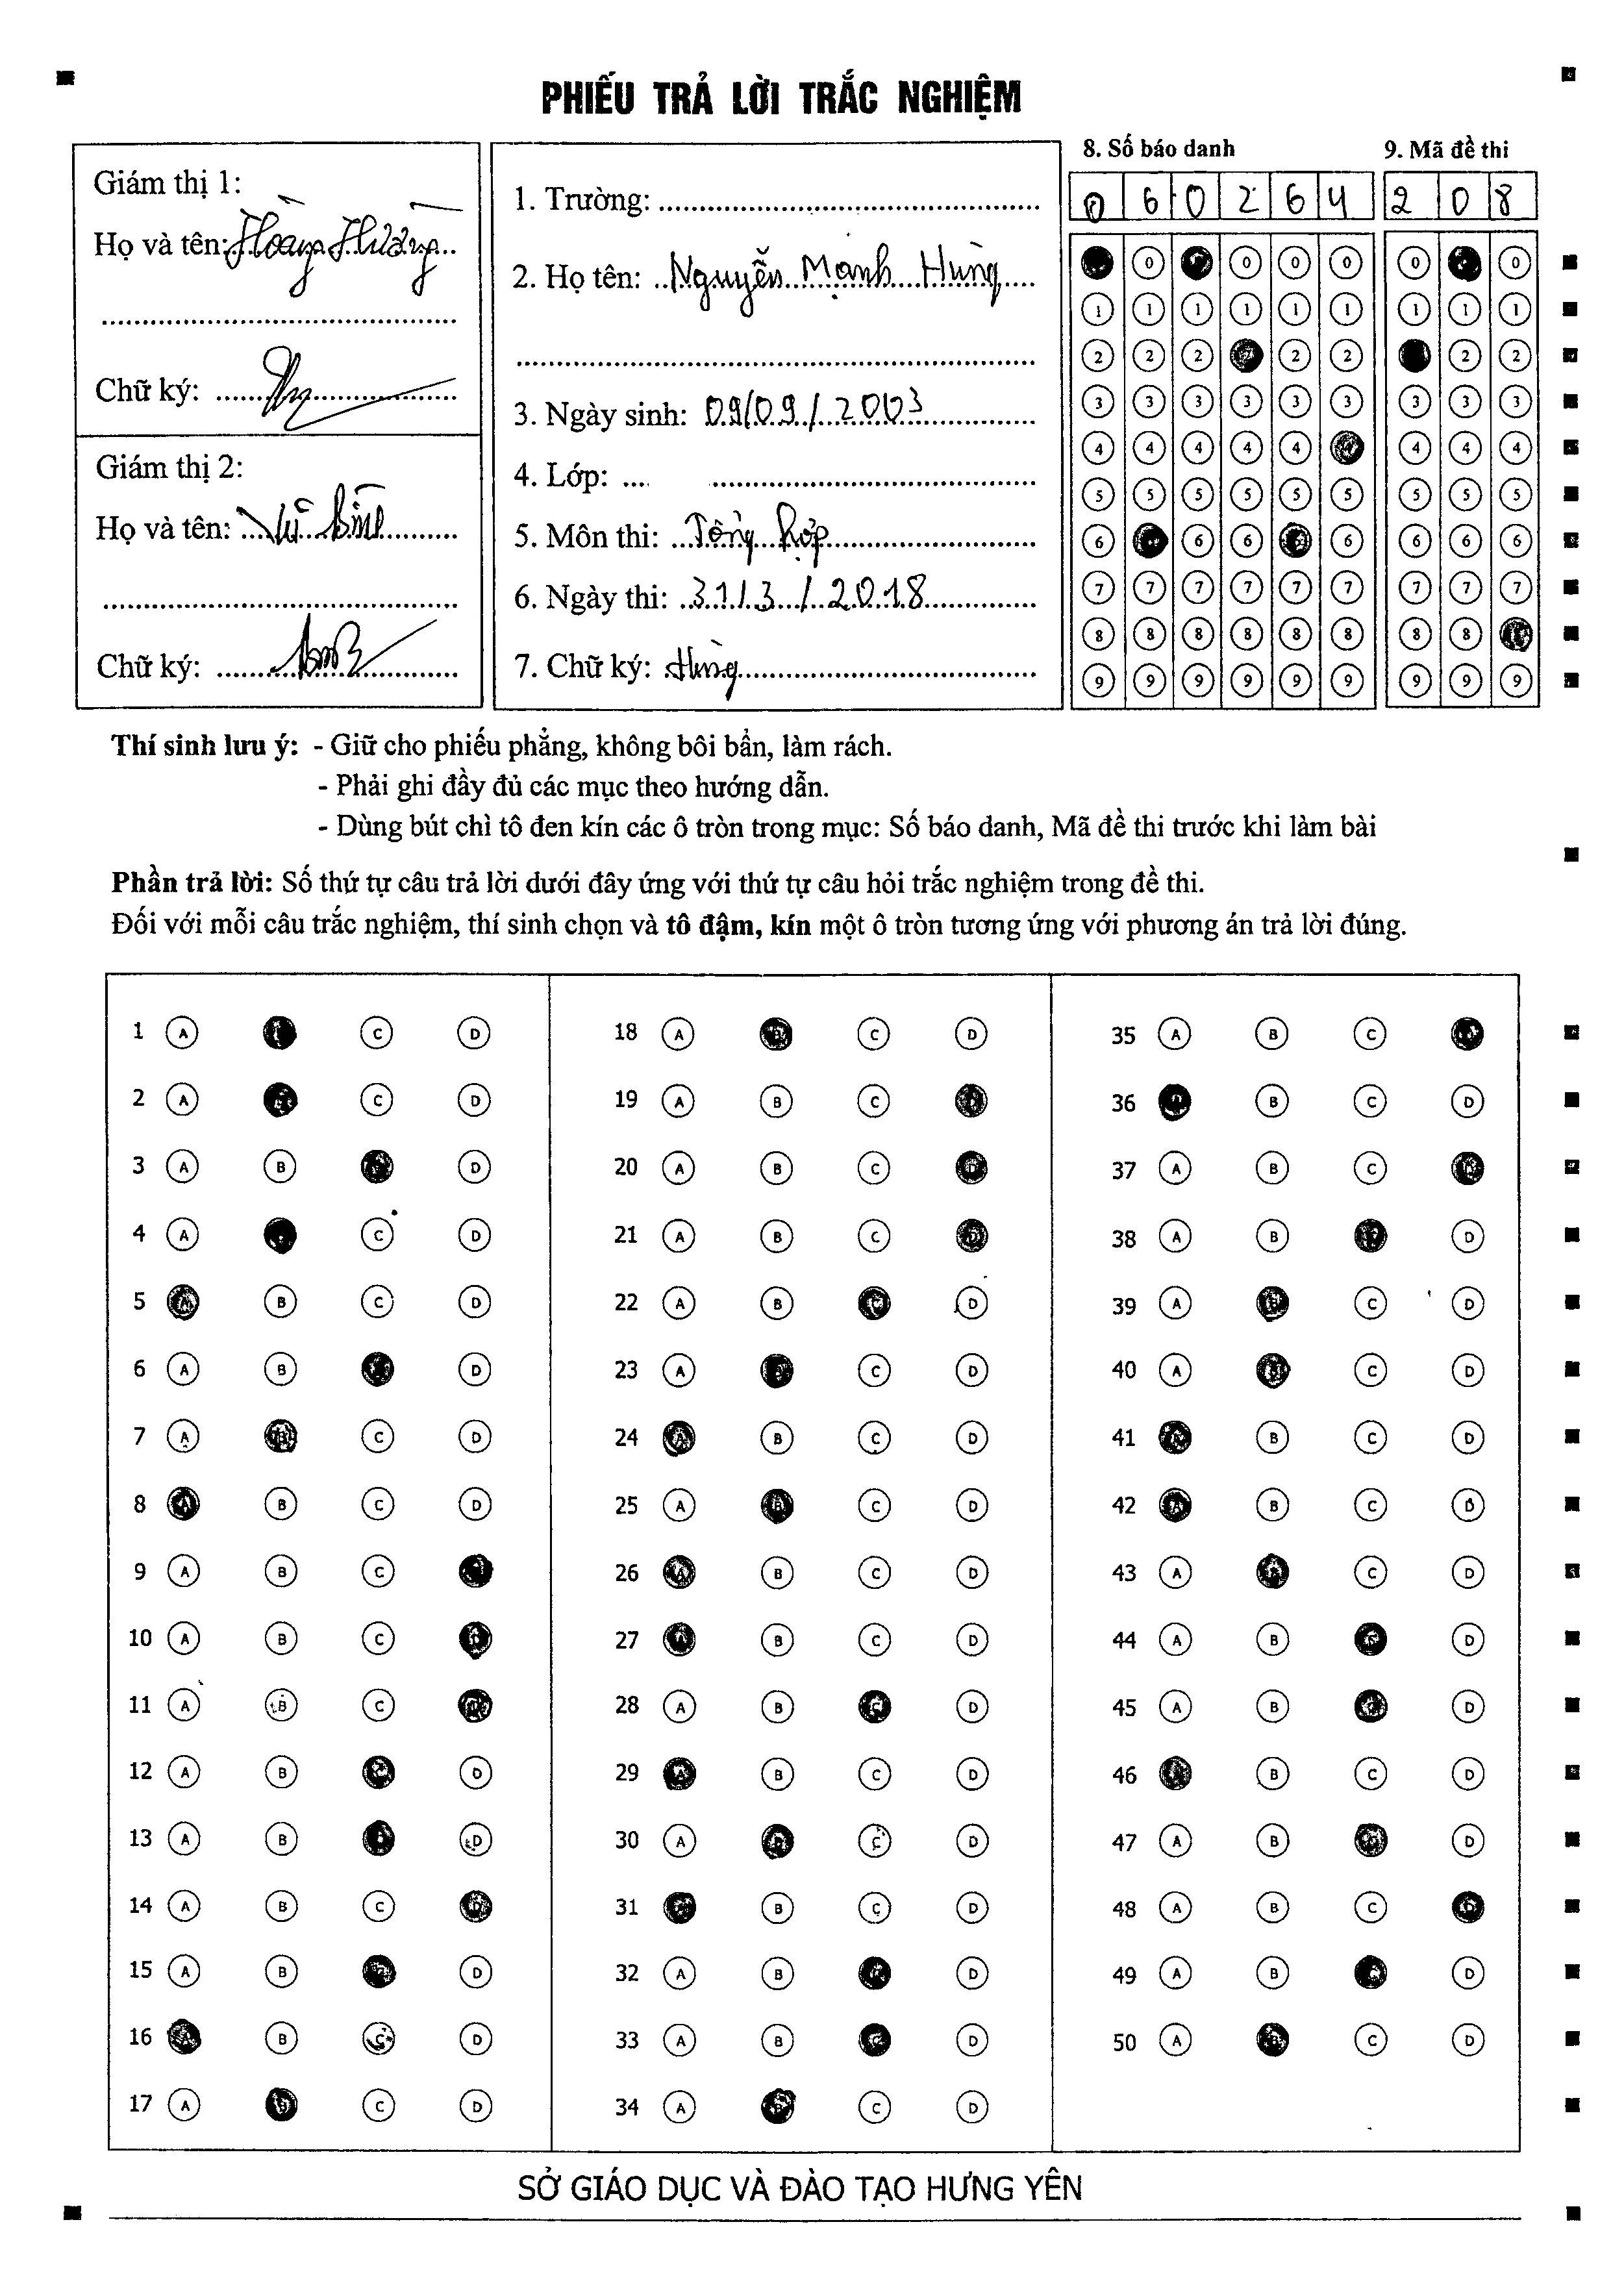 PHIẾU TRẢ LỜI TRẮC NGHIỆM
Giám thị 1:
Họ và tên: Hoàng Hường
Chữ ký:
Giám thị 2:
Họ và tên: Vũ Bình
Chữ ký:
1. Trường:
2. Họ tên: Nguyễn Mạnh Hùng
3. Ngày sinh: 09/09/2003
4. Lớp:
5. Môn thi: Tổng hợp
6. Ngày thi: 31/3/2018
7. Chữ ký: Hùng
8. Số báo danh
0 6 0 2 6 4
9. Mã đề thi
2 0 8
0 0 0 0 0 0
1 1 1 1 1 1 1 1 1
2 2 2 2 2 2 2
3 3 3 3 3 3 3 3 3
4 4 4 4 4 4 4 4
5 5 5 5 5 5 5 5 5
6 6 6 6 6 6 6
7 7 7 7 7 7 7 7 7
8 8 8 8 8 8 8 8
9 9 9 9 9 9 9 9 9
Thí sinh lưu ý: - Giữ cho phiếu phẳng, không bôi bẩn, làm rách.
- Phải ghi đầy đủ các mục theo hướng dẫn.
- Dùng bút chì tô đen kín các ô tròn trong mục: Số báo danh, Mã đề thi trước khi làm bài
Phần trả lời: Số thứ tự câu trả lời dưới đây ứng với thứ tự câu hỏi trắc nghiệm trong đề thi.
Đối với mỗi câu trắc nghiệm, thí sinh chọn và tô đậm, kín một ô tròn tương ứng với phương án trả lời đúng.
1 A C D
2 A C D
3 A B D
4 A C D
5 A B C D
6 A B D
7 A B C D
8 A B C D
9 A B C
10 A B C D
11 A B C D
12 A B C D
13 A B D
14 A B C D
15 A B D
16 A B C D
17 A B C D
18 A B C D
19 A B C D
20 A B C D
21 A B C D
22 A B C D
23 A C D
24 A B C D
25 A B C D
26 A B C D
27 A B C D
28 A B C D
29 A B C D
30 A B C D
31 B C D
32 A B C D
33 A B C D
34 A B C D
35 A B C
36 B C D
37 A B C
38 A B D
39 A B C D
40 A C D
41 A B C D
42 A B C D
43 A C D
44 A B D
45 A B D
46 A B C D
47 A B D
48 A B C D
49 A B C D
50 A B C D
SỞ GIÁO DỤC VÀ ĐÀO TẠO HƯNG YÊN